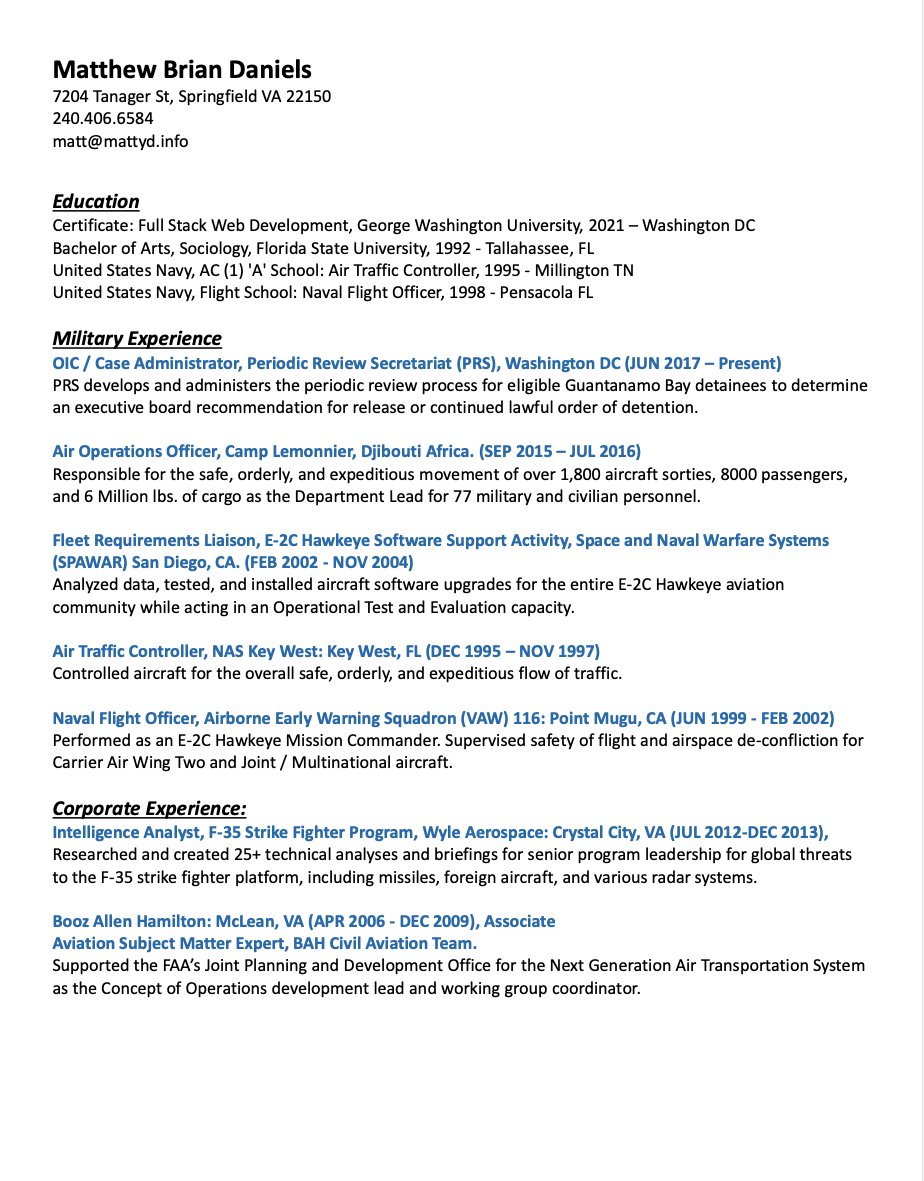 Matthew Brian Daniels
7204 Tanager St, Springfield VA 22150
240.406.6584
matt@mattyd.info
Education
Certificate: Full Stack Web Development, George Washington University, 2021 – Washington DC
Bachelor of Arts, Sociology, Florida State University, 1992 - Tallahassee, FL
United States Navy, AC (1) 'A' School: Air Traffic Controller, 1995 - Millington TN
United States Navy, Flight School: Naval Flight Officer, 1998 - Pensacola FL
Military Experience
OIC / Case Administrator, Periodic Review Secretariat (PRS), Washington DC (JUN 2017 – Present)
PRS develops and administers the periodic review process for eligible Guantanamo Bay detainees to determine
an executive board recommendation for release or continued lawful order of detention.
Air Operations Officer, Camp Lemonnier, Djibouti Africa. (SEP 2015 – JUL 2016)
Responsible for the safe, orderly, and expeditious movement of over 1,800 aircraft sorties, 8000 passengers,
and 6 Million lbs. of cargo as the Department Lead for 77 military and civilian personnel.
Fleet Requirements Liaison, E-2C Hawkeye Software Support Activity, Space and Naval Warfare Systems
(SPAWAR) San Diego, CA. (FEB 2002 - NOV 2004)
Analyzed data, tested, and installed aircraft software upgrades for the entire E-2C Hawkeye aviation
community while acting in an Operational Test and Evaluation capacity.
Air Traffic Controller, NAS Key West: Key West, FL (DEC 1995 – NOV 1997)
Controlled aircraft for the overall safe, orderly, and expeditious flow of traffic.
Naval Flight Officer, Airborne Early Warning Squadron (VAW) 116: Point Mugu, CA (JUN 1999 - FEB 2002)
Performed as an E-2C Hawkeye Mission Commander. Supervised safety of flight and airspace de-confliction for
Carrier Air Wing Two and Joint / Multinational aircraft.
Corporate Experience:
Intelligence Analyst, F-35 Strike Fighter Program, Wyle Aerospace: Crystal City, VA (JUL 2012-DEC 2013),
Researched and created 25+ technical analyses and briefings for senior program leadership for global threats
to the F-35 strike fighter platform, including missiles, foreign aircraft, and various radar systems.
Booz Allen Hamilton: McLean, VA (APR 2006 - DEC 2009), Associate
Aviation Subject Matter Expert, BAH Civil Aviation Team.
Supported the FAA’s Joint Planning and Development Office for the Next Generation Air Transportation System
as the Concept of Operations development lead and working group coordinator.